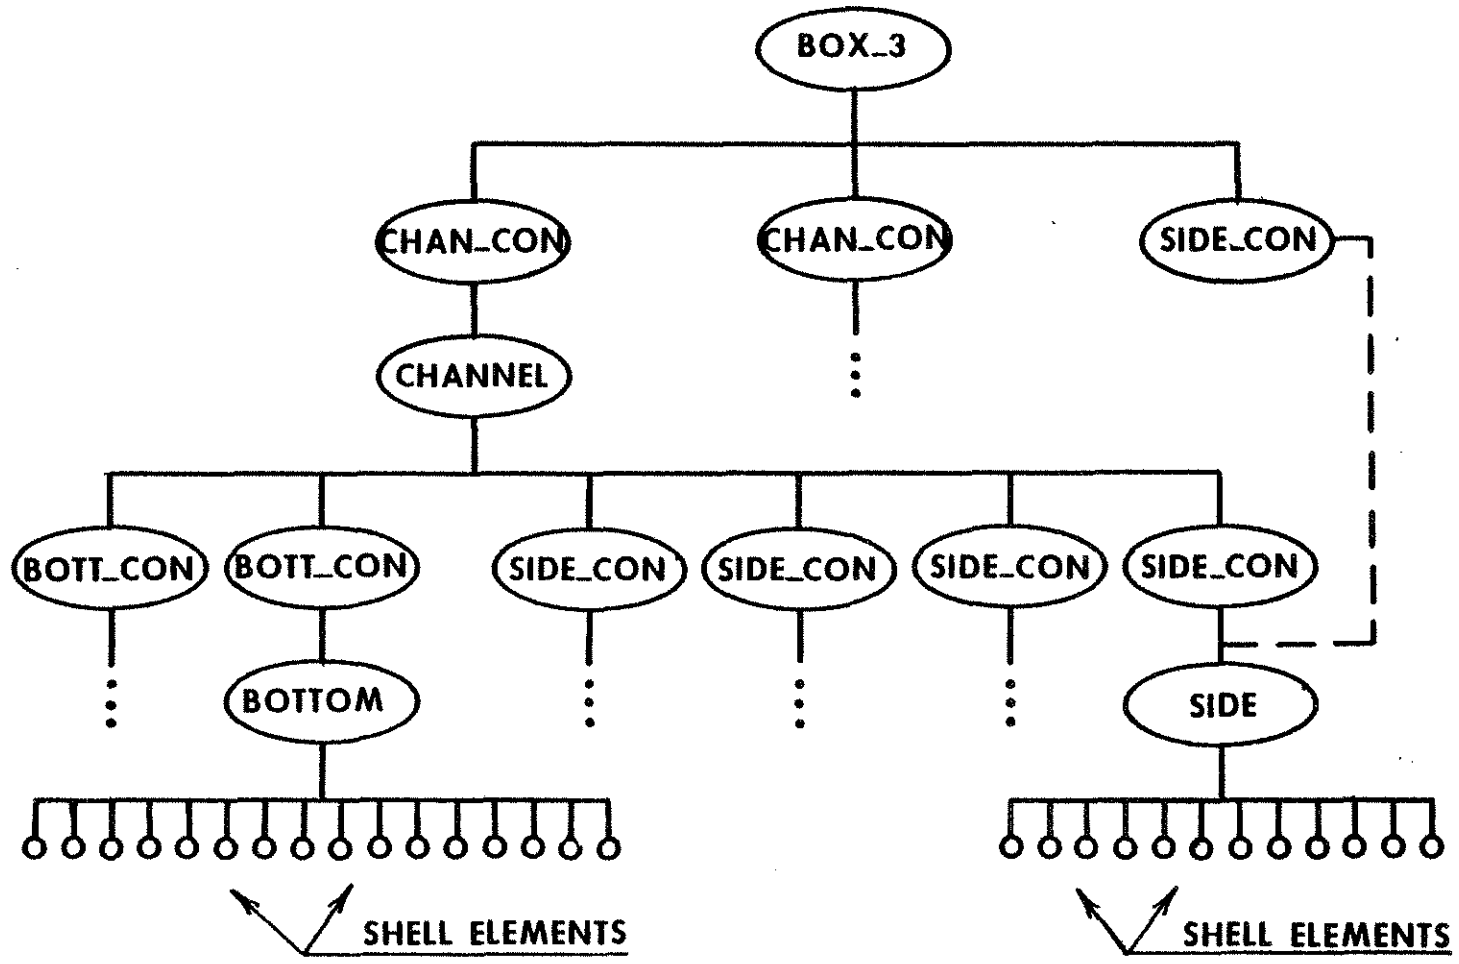 BOX_3
CHAN_CON CHAN_CON SIDE_CON
CHANNEL
BOTT_CON BOTT_CON SIDE_CON SIDE_CON SIDE_CON SIDE_CON
BOTTOM SIDE
SHELL ELEMENTS SHELL ELEMENTS